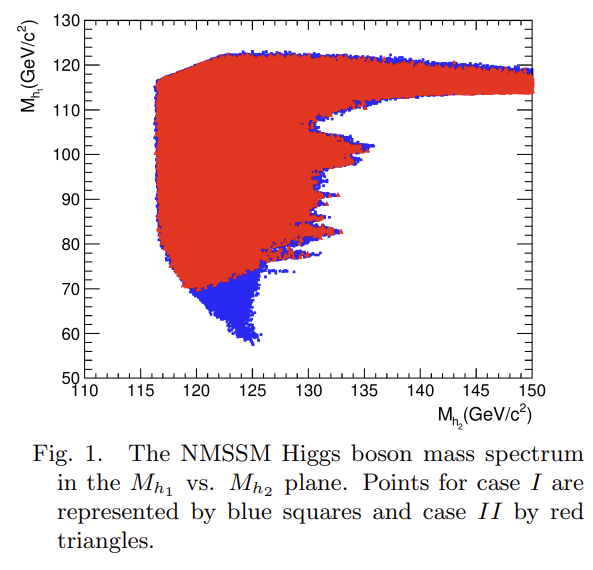 M_{h_1}(GeV/c^2)
130
120
110
100
90
80
70
60
50
110 115 120 125 130 135 140 145 150
M_{h_2}(GeV/c^2)
Fig. 1. The NMSSM Higgs boson mass spectrum
in the M_{h_1} vs. M_{h_2} plane. Points for case I are
represented by blue squares and case II by red
triangles.